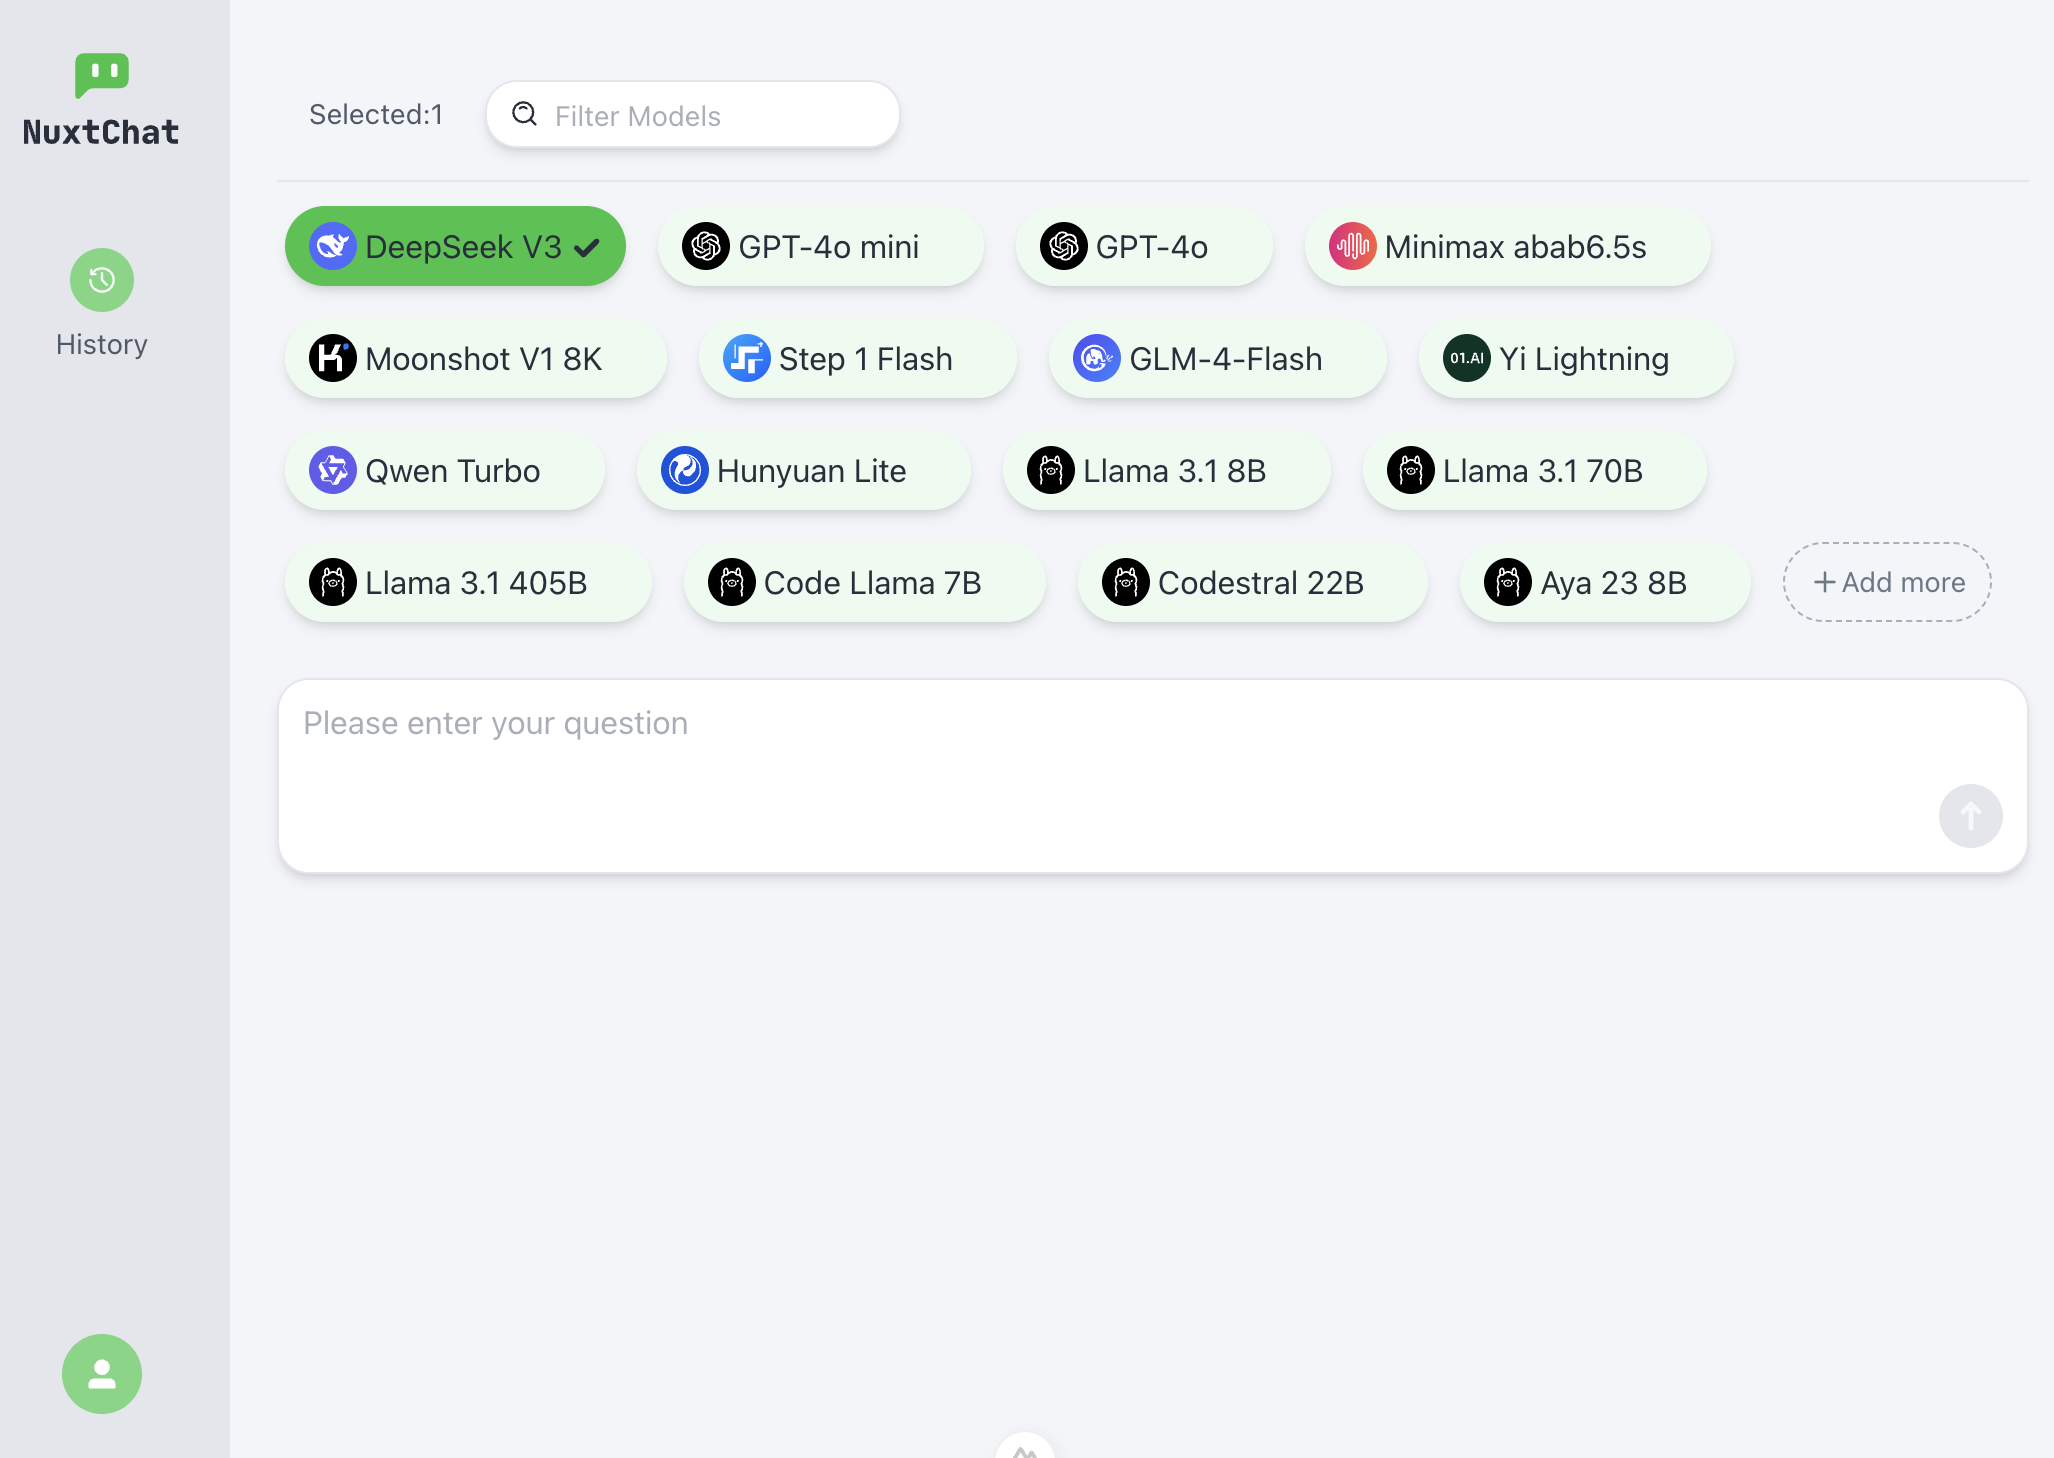 NuxtChat
History
Selected:1
Filter Models
DeepSeek V3
GPT-4o mini
GPT-4o
Minimax abab6.5s
Moonshot V1 8K
Step 1 Flash
GLM-4-Flash
01.AI Yi Lightning
Qwen Turbo
Hunyuan Lite
Llama 3.1 8B
Llama 3.1 70B
Llama 3.1 405B
Code Llama 7B
Codestral 22B
Aya 23 8B
+Add more
Please enter your question